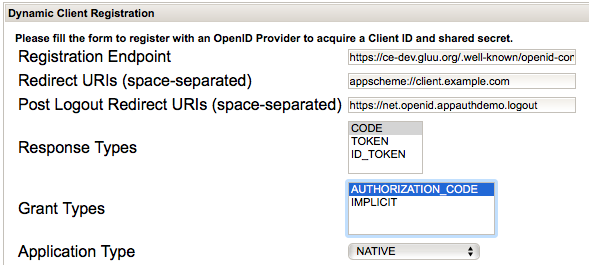 Dynamic Client Registration
Please fill the form to register with an OpenID Provider to acquire a Client ID and shared secret.
Registration Endpoint https://ce-dev.gluu.org/.well-known/openid-con
Redirect URIs (space-separated) appscheme://client.example.com
Post Logout Redirect URIs (space-separated) https://net.openid.appauthdemo.logout
Response Types CODE
TOKEN
ID_TOKEN
Grant Types AUTHORIZATION_CODE
IMPLICIT
Application Type NATIVE